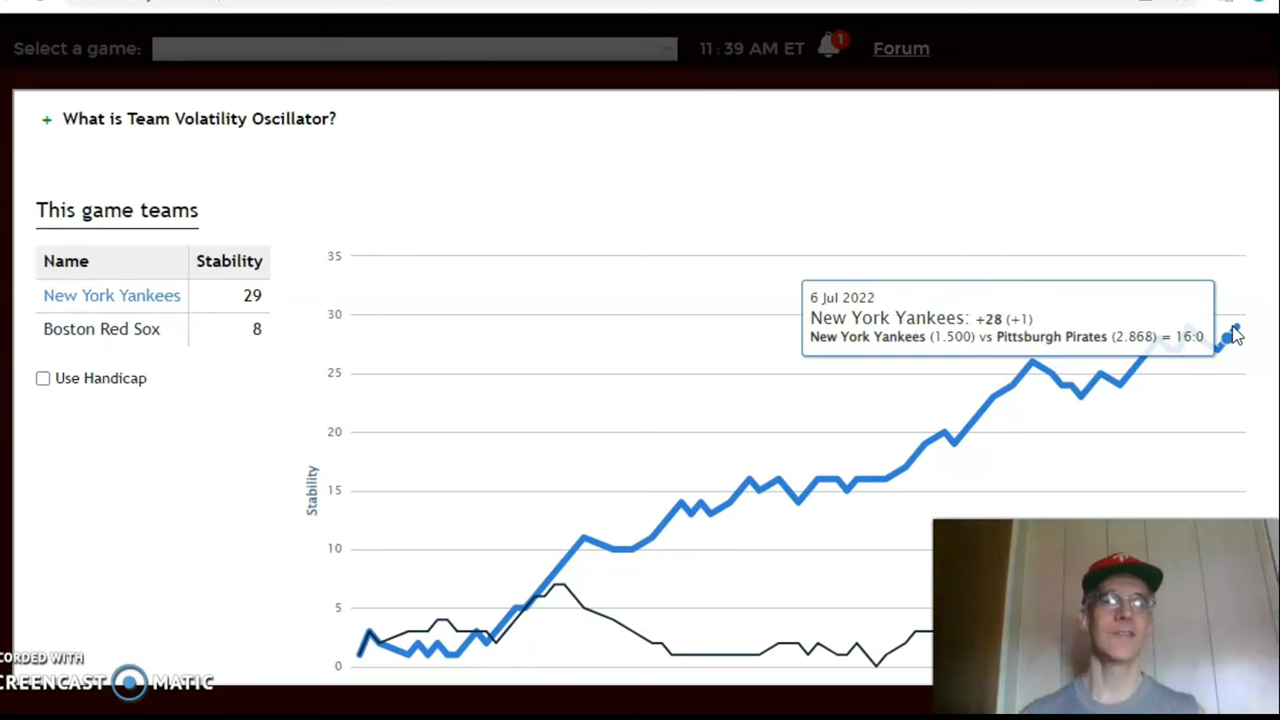 Select a game:
11:39 AM ET
1
Forum
+ What is Team Volatility Oscillator?
This game teams
Name Stability
New York Yankees 29
Boston Red Sox 8
Use Handicap
35
30
25
20
15
10
5
0
Stability
6 Jul 2022
New York Yankees: +28 (+1)
New York Yankees (1.500) vs Pittsburgh Pirates (2.868) = 16:0
CORDED WITH
CREENCAST MATIC